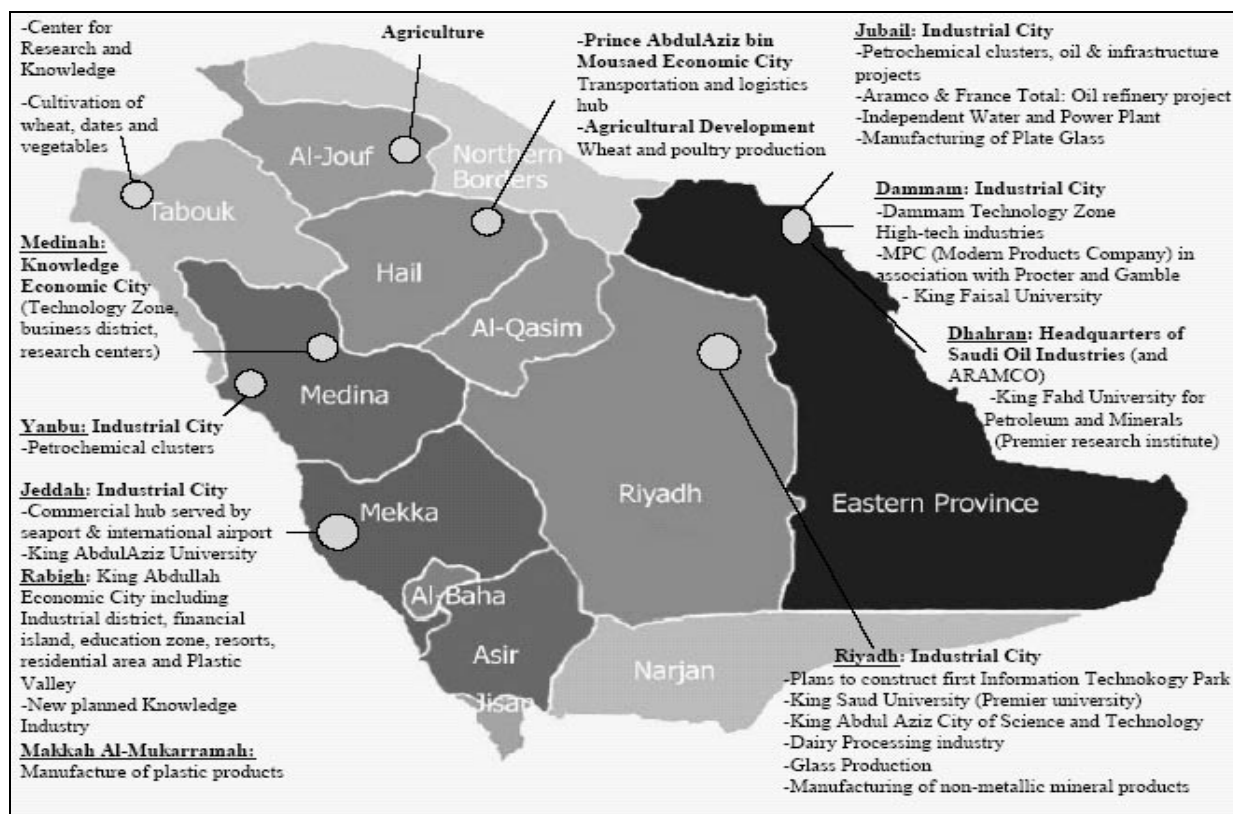 -Center for
Research and
Knowledge
-Cultivation of
wheat, dates and
vegetables
Agriculture
-Prince AbdulAziz bin
Mousaed Economic City
Transportation and logistics
hub
-Agricultural Development
Wheat and poultry production
Jubail: Industrial City
-Petrochemical clusters, oil & infrastructure
projects
-Aramco & France Total: Oil refinery project
-Independent Water and Power Plant
-Manufacturing of Plate Glass
Dammam: Industrial City
-Dammam Technology Zone
High-tech industries
-MPC (Modern Products Company) in
association with Procter and Gamble
- King Faisal University
Dhahran: Headquarters of
Saudi Oil Industries (and
ARAMCO)
-King Fahd University for
Petroleum and Minerals
(Premier research institute)
Al-Jouf
Northern
Borders
Tabouk
Hail
Al-Qasim
Medina
Mekka
Riyadh
Eastern Province
Al-Baha
Asir
Jisan
Narjan
Medinah:
Knowledge
Economic City
(Technology Zone,
business district,
research centers)
Yanbu: Industrial City
-Petrochemical clusters
Jeddah: Industrial City
-Commercial hub served by
seaport & international airport
-King AbdulAziz University
Rabigh: King Abdullah
Economic City including
Industrial district, financial
island, education zone, resorts,
residential area and Plastic
Valley
-New planned Knowledge
Industry
Makkah Al-Mukarramah:
Manufacture of plastic products
Riyadh: Industrial City
-Plans to construct first Information Technokogy Park
-King Saud University (Premier university)
-King Abdul Aziz City of Science and Technology
-Dairy Processing industry
-Glass Production
-Manufacturing of non-metallic mineral products